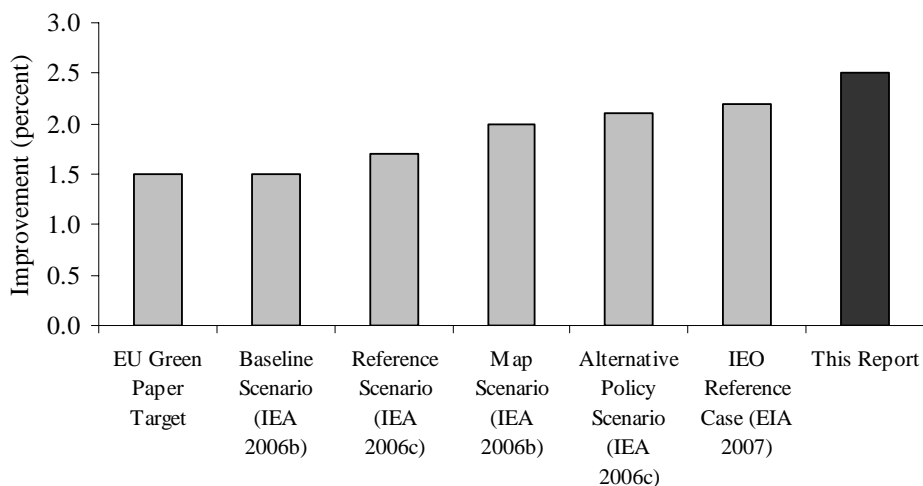 3.0
2.5
2.0
1.5
1.0
0.5
0.0
Improvement (percent)
EU Green
Paper
Target
Baseline
Scenario
(IEA
2006b)
Reference
Scenario
(IEA
2006c)
Map
Scenario
(IEA
2006b)
Alternative
Policy
Scenario
(IEA
2006c)
IEO
Reference
Case (EIA
2007)
This Report